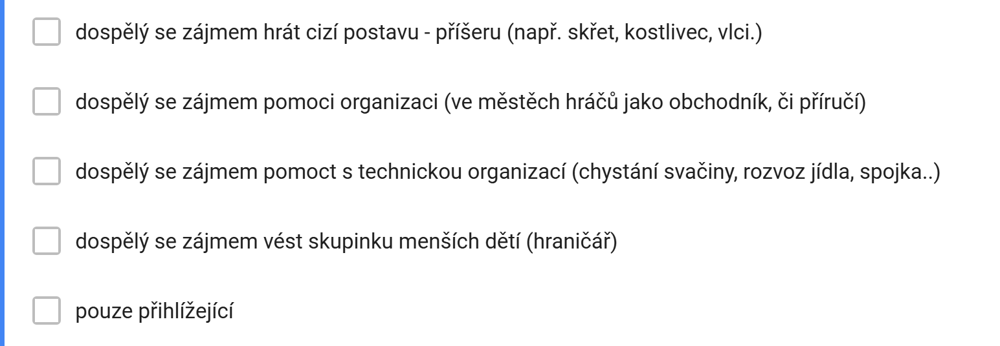 dospělý se zájmem hrát cizí postavu - příšeru (např. skřet, kostlivec, vlci.)
dospělý se zájmem pomoci organizaci (ve městěch hráčů jako obchodník, či příručí)
dospělý se zájmem pomoct s technickou organizací (chystání svačiny, rozvoz jídla, spojka..)
dospělý se zájmem vést skupinku menších dětí (hraničář)
pouze přihlížející